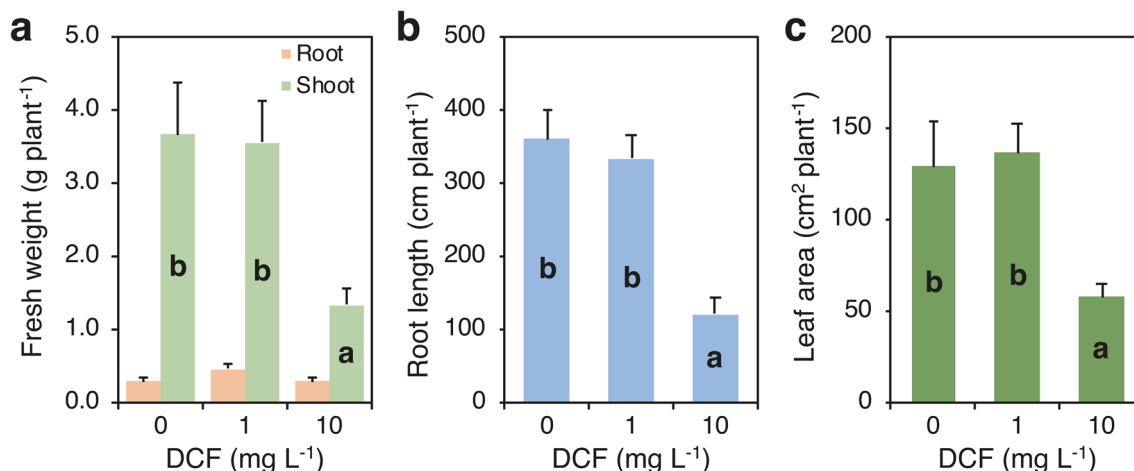 a
Fresh weight (g plant⁻¹)
5.0
4.0
3.0
2.0
1.0
0.0
Root
Shoot
b
b
a
0 1 10
DCF (mg L⁻¹)
b
Root length (cm plant⁻¹)
500
400
300
200
100
0
b
b
a
0 1 10
DCF (mg L⁻¹)
c
Leaf area (cm² plant⁻¹)
200
150
100
50
0
b
b
a
0 1 10
DCF (mg L⁻¹)